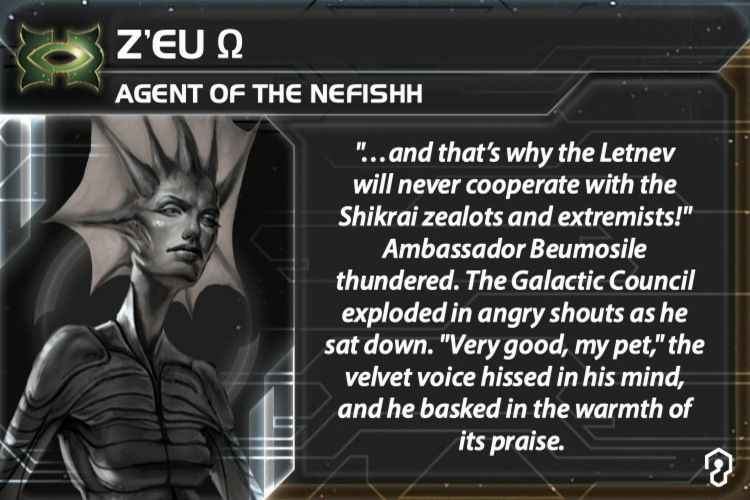 Z'EU Ω
AGENT OF THE NEFISHH
"…and that's why the Letnev
will never cooperate with the
Shikrai zealots and extremists!"
Ambassador Beumosile
thundered. The Galactic Council
exploded in angry shouts as he
sat down. "Very good, my pet," the
velvet voice hissed in his mind,
and he basked in the warmth of
its praise.